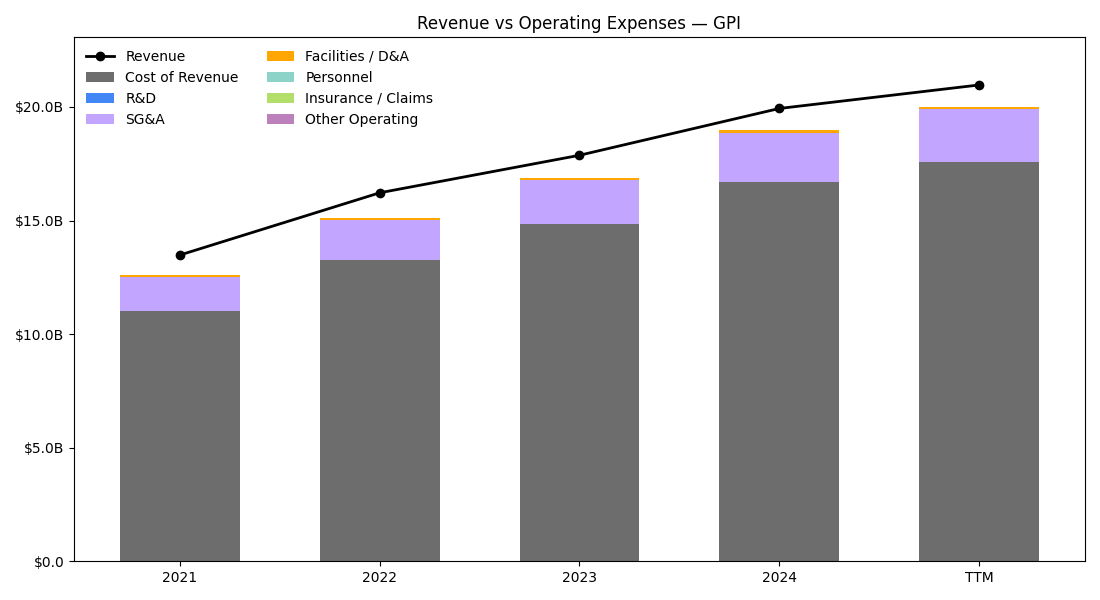 Revenue vs Operating Expenses — GPI
Revenue
Cost of Revenue
R&D
SG&A
Facilities / D&A
Personnel
Insurance / Claims
Other Operating
$20.0B
$15.0B
$10.0B
$5.0B
$0.0
2021
2022
2023
2024
TTM